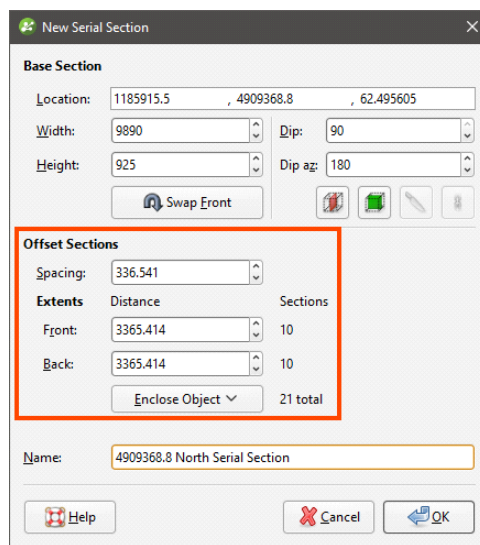 New Serial Section
Base Section
Location: 1185915.5 , 4909368.8 , 62.495605
Width: 9890 Dip: 90
Height: 925 Dip az: 180
Swap Front
Offset Sections
Spacing: 336.541
Extents Distance Sections
Front: 3365.414 10
Back: 3365.414 10
Enclose Object 21 total
Name: 4909368.8 North Serial Section
Help Cancel OK